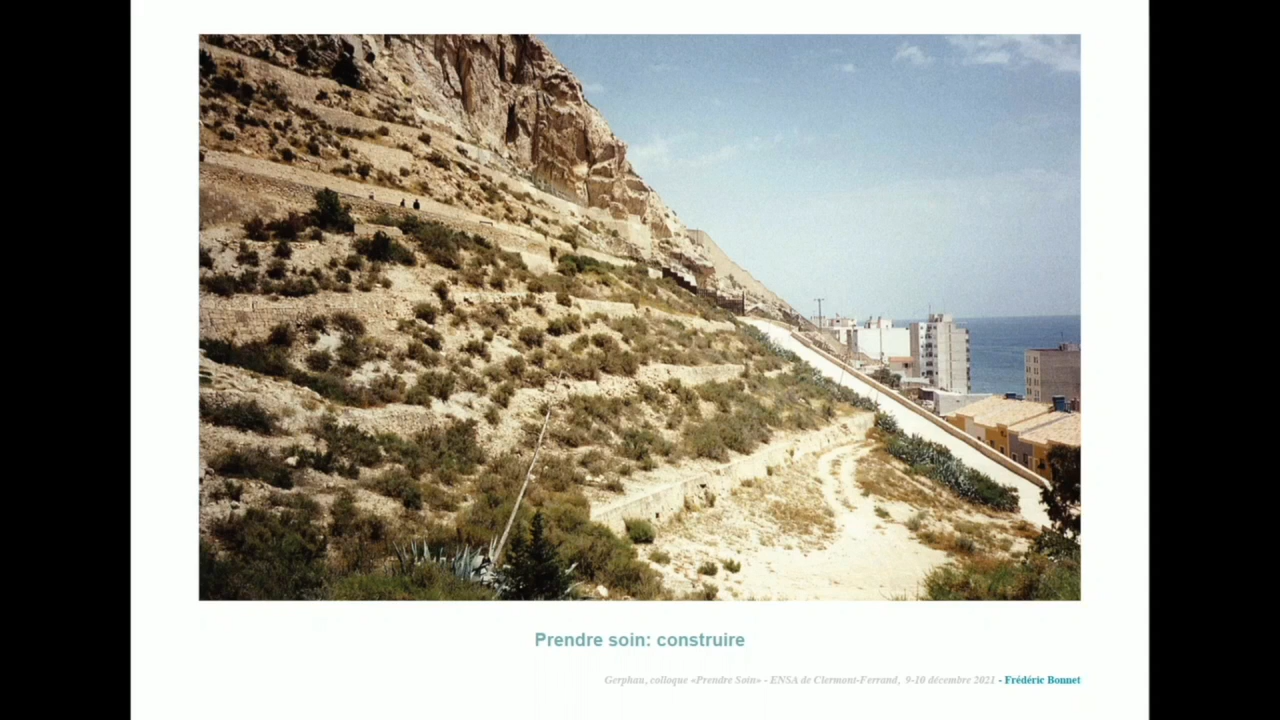 Prendre soin: construire
Gerphau, colloque «Prendre Soin» - ENSA de Clermont-Ferrand, 9-10 décembre 2021 - Frédéric Bonnet